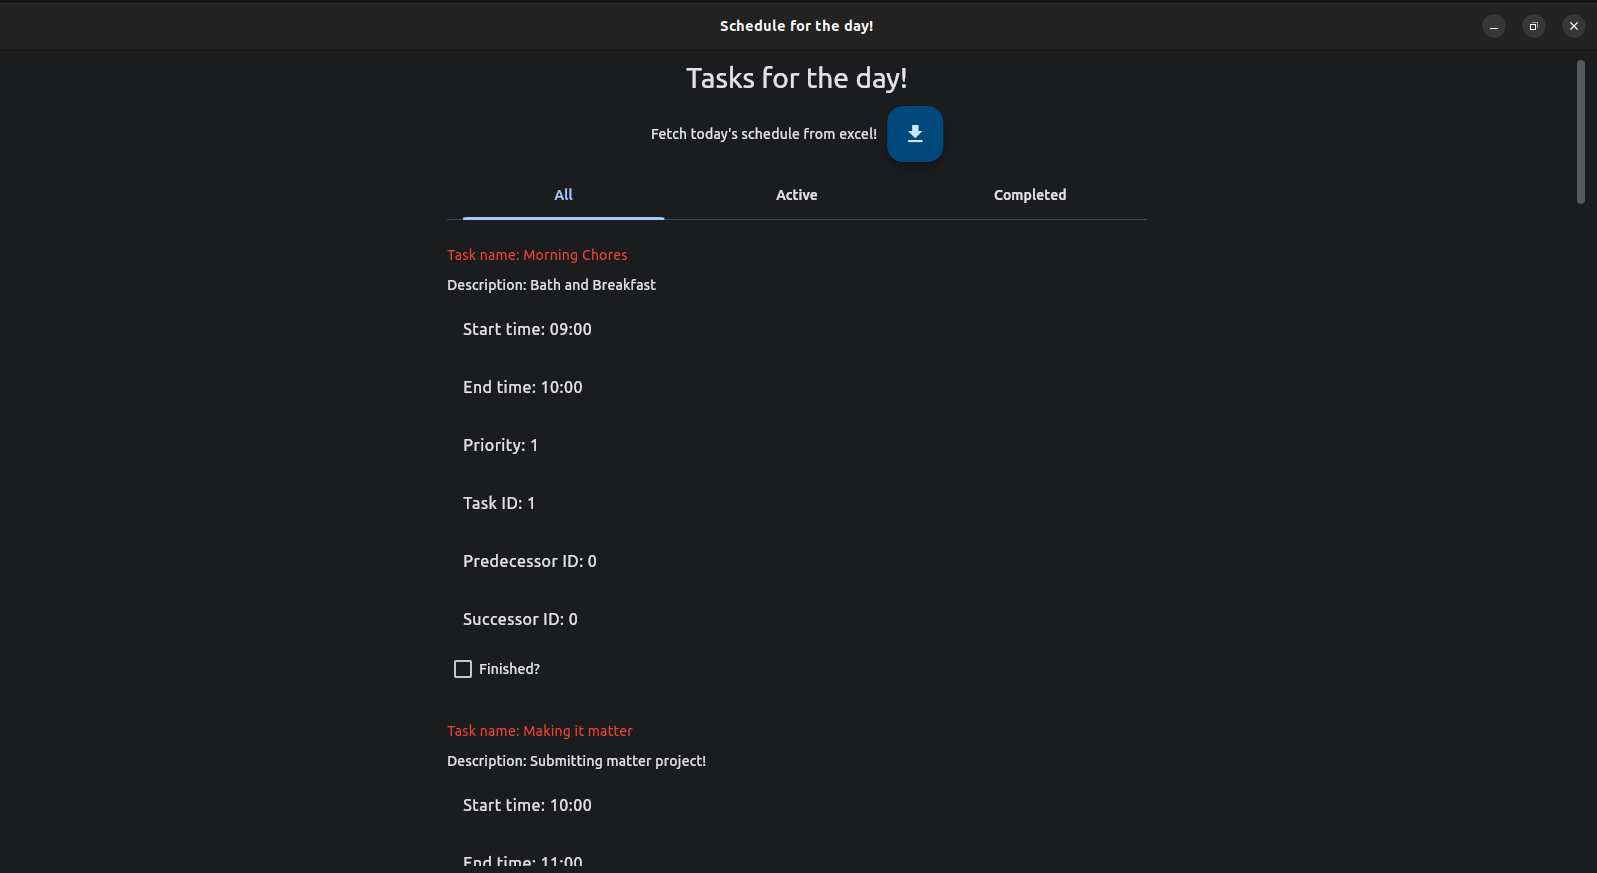 Schedule for the day!
Tasks for the day!
Fetch today's schedule from excel!
All Active Completed
Task name: Morning Chores
Description: Bath and Breakfast
Start time: 09:00
End time: 10:00
Priority: 1
Task ID: 1
Predecessor ID: 0
Successor ID: 0
Finished?
Task name: Making it matter
Description: Submitting matter project!
Start time: 10:00
End time: 11:00